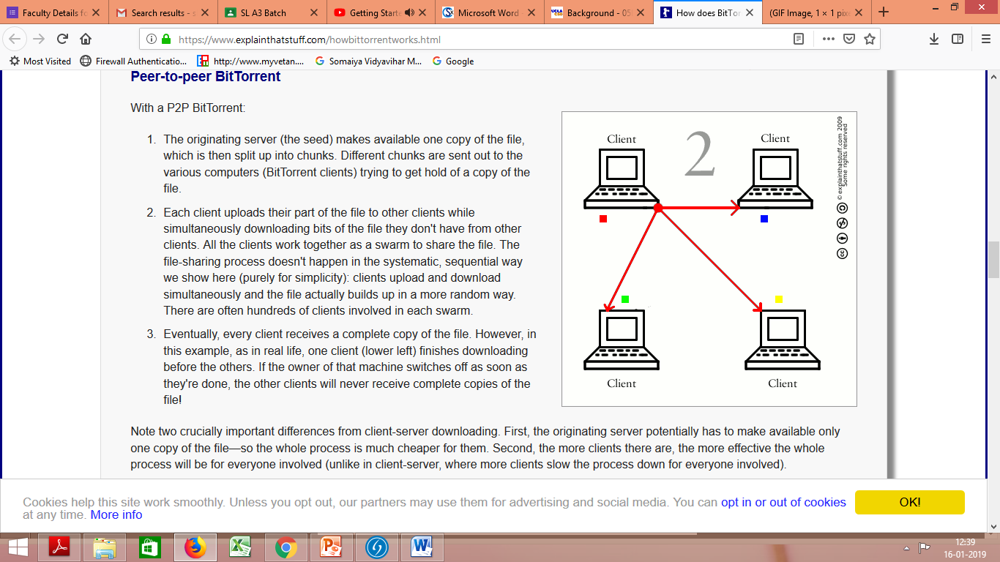 Faculty Details fo
Search results - s
SL A3 Batch
Getting Starte
Microsoft Word
Background - 05
How does BitTor
(GIF Image, 1 × 1 pixe
https://www.explainthatstuff.com/howbittorrentworks.html
Most Visited
Firewall Authenticatio...
http://www.myvetan....
Somaiya Vidyavihar M...
Google
Peer-to-peer BitTorrent
With a P2P BitTorrent:
1. The originating server (the seed) makes available one copy of the file,
which is then split up into chunks. Different chunks are sent out to the
various computers (BitTorrent clients) trying to get hold of a copy of the
file.
2. Each client uploads their part of the file to other clients while
simultaneously downloading bits of the file they don't have from other
clients. All the clients work together as a swarm to share the file. The
file-sharing process doesn't happen in the systematic, sequential way
we show here (purely for simplicity): clients upload and download
simultaneously and the file actually builds up in a more random way.
There are often hundreds of clients involved in each swarm.
3. Eventually, every client receives a complete copy of the file. However, in
this example, as in real life, one client (lower left) finishes downloading
before the others. If the owner of that machine switches off as soon as
they're done, the other clients will never receive complete copies of the
file!
Client
2
Client
© explainthatstuff.com 2009
Some rights reserved
Client
Client
Note two crucially important differences from client-server downloading. First, the originating server potentially has to make available only
one copy of the file—so the whole process is much cheaper for them. Second, the more clients there are, the more effective the whole
process will be for everyone involved (unlike in client-server, where more clients slow the process down for everyone involved).
Cookies help this site work smoothly. Unless you opt out, our partners may use them for advertising and social media. You can opt in or out of cookies
at any time. More info
OK!
12:39
16-01-2019